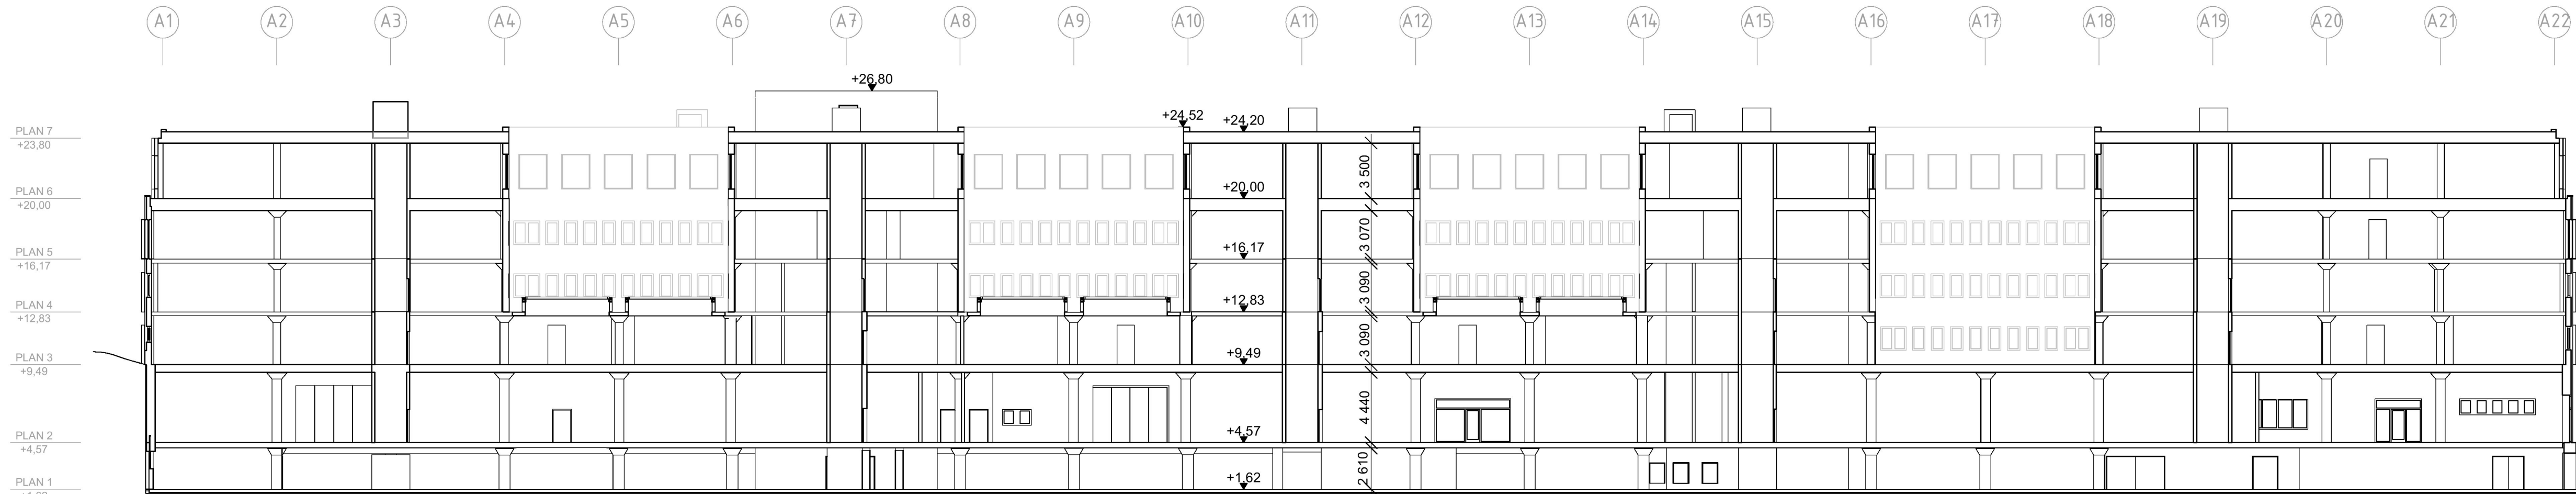 A1 A2 A3 A4 A5 A6 A7 A8 A9 A10 A11 A12 A13 A14 A15 A16 A17 A18 A19 A20 A21 A22
+26,80
+24,52
+24,20
PLAN 7
+23,80
3 500
PLAN 6
+20,00
+20,00
3 070
PLAN 5
+16,17
+16,17
3 090
PLAN 4
+12,83
+12,83
3 090
PLAN 3
+9,49
+9,49
4 440
PLAN 2
+4,57
+4,57
2 610
PLAN 1
+1,62